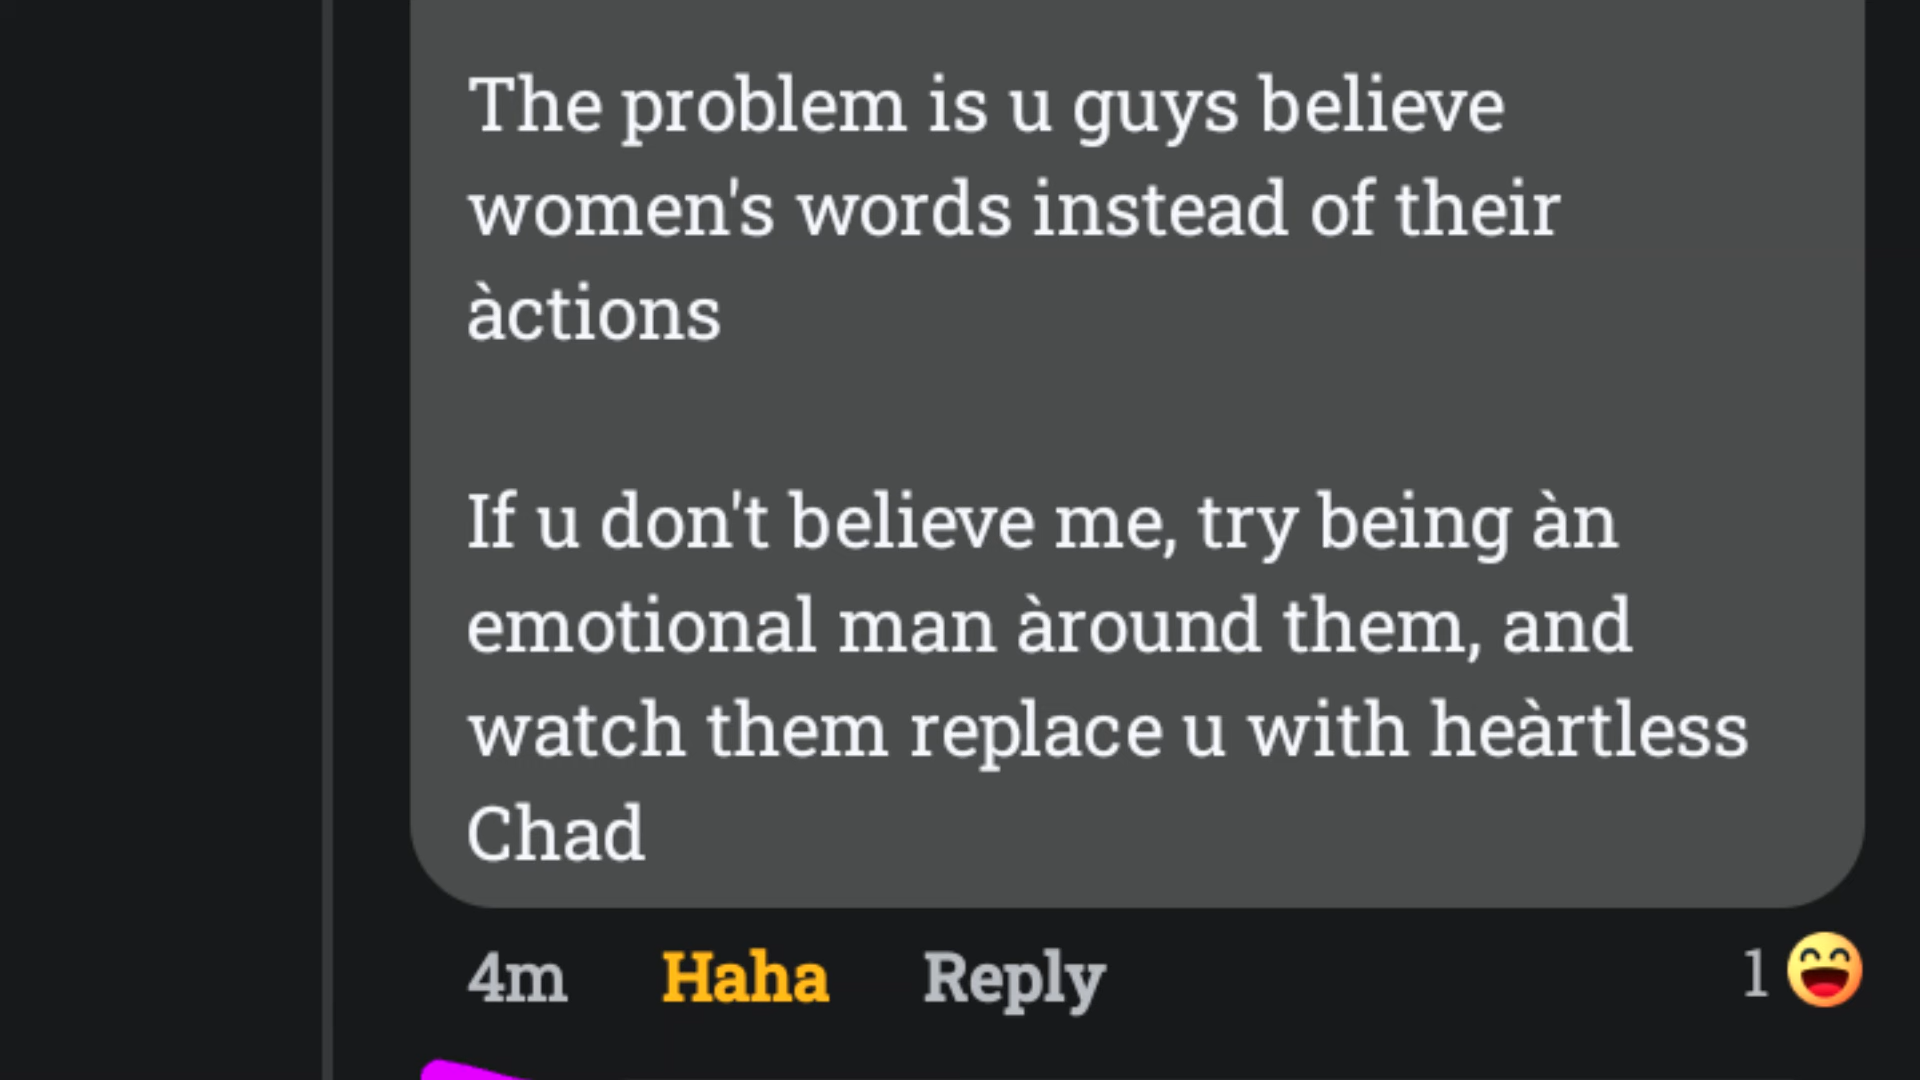 The problem is u guys believe
women's words instead of their
àctions
If u don't believe me, try being àn
emotional man àround them, and
watch them replace u with heàrtless
Chad
4m Haha Reply 1